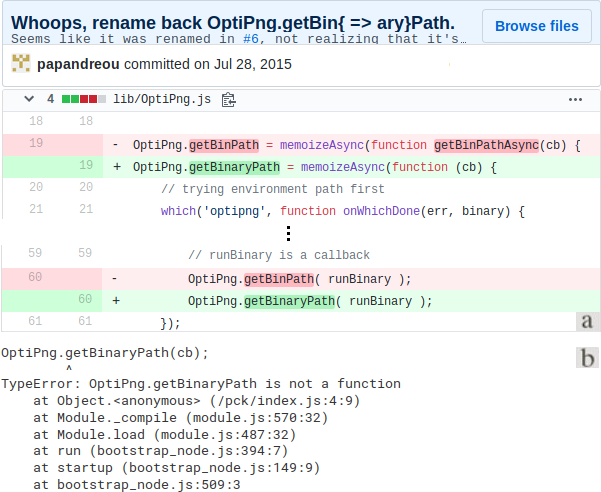 Whoops, rename back OptiPng.getBin{ => ary}Path.
Seems like it was renamed in #6, not realizing that it's…
Browse files
papandreou committed on Jul 28, 2015
4 lib/OptiPng.js
18 18
19 - OptiPng.getBinPath = memoizeAsync(function getBinPathAsync(cb) {
19 + OptiPng.getBinaryPath = memoizeAsync(function (cb) {
20 20 // trying environment path first
21 21 which('optipng', function onWhichDone(err, binary) {
59 59 // runBinary is a callback
60 - OptiPng.getBinPath( runBinary );
60 + OptiPng.getBinaryPath( runBinary );
61 61 });
a
OptiPng.getBinaryPath(cb);
^
b
TypeError: OptiPng.getBinaryPath is not a function
at Object.<anonymous> (/pck/index.js:4:9)
at Module._compile (module.js:570:32)
at Module.load (module.js:487:32)
at run (bootstrap_node.js:394:7)
at startup (bootstrap_node.js:149:9)
at bootstrap_node.js:509:3